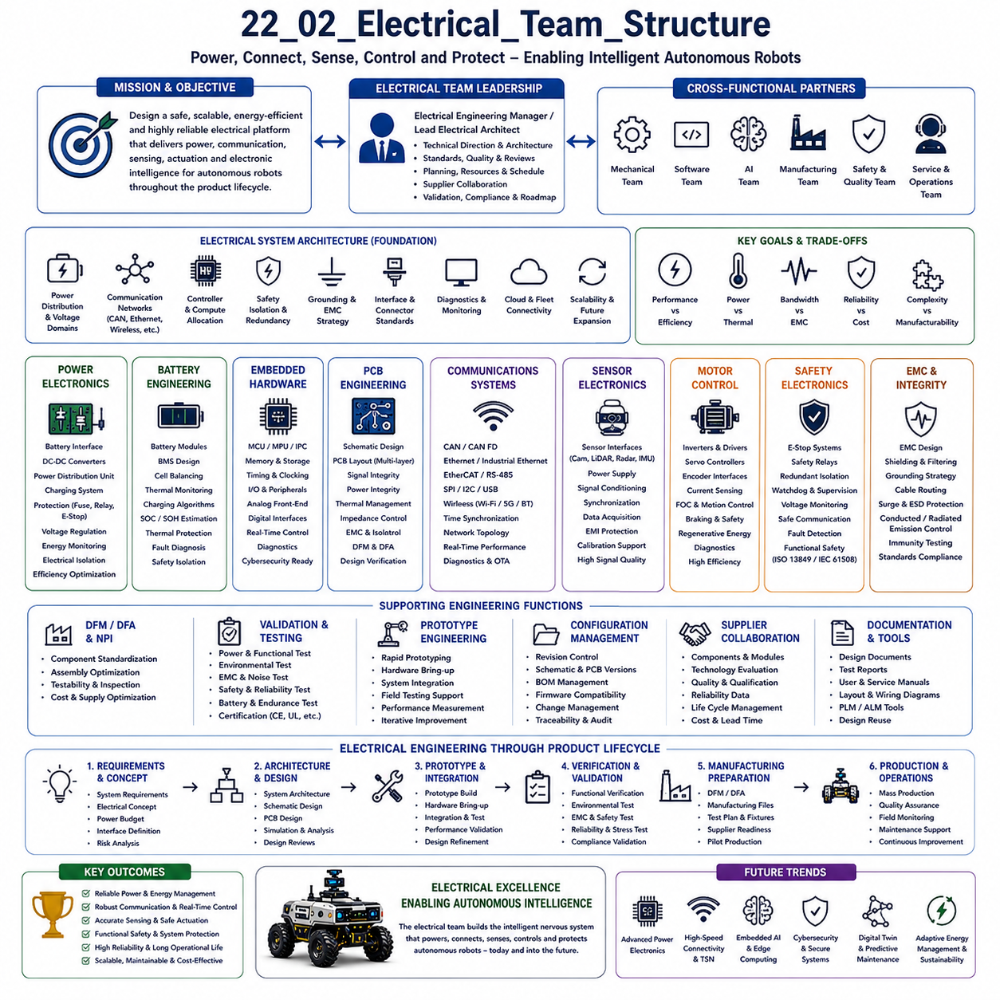 22_02_Electrical_Team_Structure
Power, Connect, Sense, Control and Protect – Enabling Intelligent Autonomous Robots
MISSION & OBJECTIVE
Design a safe, scalable, energy-efficient
and highly reliable electrical platform
that delivers power, communication,
sensing, actuation and electronic
intelligence for autonomous robots
throughout the product lifecycle.
ELECTRICAL TEAM LEADERSHIP
Electrical Engineering Manager /
Lead Electrical Architect
• Technical Direction & Architecture
• Standards, Quality & Reviews
• Planning, Resources & Schedule
• Supplier Collaboration
• Validation, Compliance & Roadmap
CROSS-FUNCTIONAL PARTNERS
Mechanical
Team
Software
Team
AI
Team
Manufacturing
Team
Safety &
Quality Team
Service &
Operations
Team
ELECTRICAL SYSTEM ARCHITECTURE (FOUNDATION)
Power
Distribution
& Voltage
Domains
Communication
Networks
(CAN, Ethernet,
Wireless, etc.)
Controller
& Compute
Allocation
Safety
Isolation &
Redundancy
Grounding &
EMC
Strategy
Interface &
Connector
Standards
Diagnostics &
Monitoring
Cloud & Fleet
Connectivity
Scalability &
Future
Expansion
KEY GOALS & TRADE-OFFS
Performance
vs
Efficiency
Power
vs
Thermal
Bandwidth
vs
EMC
Reliability
vs
Cost
Complexity
vs
Manufacturability
POWER
ELECTRONICS
Battery Interface
DC-DC Converters
Power Distribution Unit
Charging System
Protection (Fuse, Relay,
E-Stop)
Voltage Regulation
Energy Monitoring
Electrical Isolation
Efficiency Optimization
BATTERY
ENGINEERING
Battery Modules
BMS Design
Cell Balancing
Thermal Monitoring
Charging Algorithms
SOC / SOH Estimation
Thermal Protection
Fault Diagnosis
Safety Isolation
EMBEDDED
HARDWARE
MCU / MPU / IPC
Memory & Storage
Timing & Clocking
I/O & Peripherals
Analog Front-End
Digital Interfaces
Real-Time Control
Diagnostics
Cybersecurity Ready
PCB
ENGINEERING
Schematic Design
PCB Layout (Multi-layer)
Signal Integrity
Power Integrity
Thermal Management
Impedance Control
EMC & Isolatrol
DFM & DFA
Design Verification
COMMUNICATIONS
SYSTEMS
CAN / CAN FD
Ethernet / Industrial Ethernet
EtherCAT / RS-485
SPI / I2C / USB
Wirleess (Wi-Fi / 5G / BT)
Time Synchronization
Network Topology
Real-Time Performance
Diagnostics & OTA
SENSOR
ELECTRONICS
Sensor Interfaces
(Cam, LiDAR, Radar, IMU)
Power Supply
Signal Conditioning
Synchronization
Data Acquisition
EMI Protection
Calibration Support
High Signal Quality
MOTOR
CONTROL
Inverters & Drivers
Servo Controllers
Encoder Interfaces
Current Sensing
FOC & Motion Control
Braking & Safety
Regenerative Energy
Diagnostics
High Efficiency
SAFETY
ELECTRONICS
E-Stop Systems
Safety Relays
Redundant Isolation
Watchdog & Supervision
Voltage Monitoring
Safe Communication
Fault Detection
Functional Safety
(ISO 13849 / IEC 61508)
EMC &
INTEGRITY
EMC Design
Shielding & Filtering
Grounding Strategy
Cable Routing
Surge & ESD Protection
Conducted / Radiated
Emission Control
Immunity Testing
Standards Compliance
SUPPORTING ENGINEERING FUNCTIONS
DFM / DFA
& NPI
• Component Standardization
• Assembly Optimization
• Testability & Inspection
• Cost & Supply Optimization
VALIDATION &
TESTING
• Power & Functional Test
• Environmental Test
• EMC & Noise Test
• Safety & Reliability Test
• Battery & Endurance Test
• Certification (CE, UL, etc.)
PROTOTYPE
ENGINEERING
• Rapid Prototyping
• Hardware Bring-up
• System Integration
• Field Testing Support
• Performance Measurement
• Iterative Improvement
CONFIGURATION
MANAGEMENT
• Revision Control
• Schematic & PCB Versions
• BOM Management
• Firmware Compatibility
• Change Management
• Traceability & Audit
SUPPLIER
COLLABORATION
• Components & Modules
• Technology Evaluation
• Quality & Qualification
• Reliability Data
• Life Cycle Management
• Cost & Lead Time
DOCUMENTATION
& TOOLS
• Design Documents
• Test Reports
• User & Service Manuals
• Layout & Wiring Diagrams
• PLM / ALM Tools
• Design Reuse
ELECTRICAL ENGINEERING THROUGH PRODUCT LIFECYCLE
1. REQUIREMENTS
& CONCEPT
• System Requirements
• Electrical Concept
• Power Budget
• Interface Definition
• Risk Analysis
2. ARCHITECTURE
& DESIGN
• System Architecture
• Schematic Design
• PCB Design
• Simulation & Analysis
• Design Reviews
3. PROTOTYPE &
INTEGRATION
• Prototype Build
• Hardware Bring-up
• Integration & Test
• Performance Validation
• Design Refinement
4. VERIFICATION &
VALIDATION
• Functional Verification
• Environmental Test
• EMC & Safety Test
• Reliability & Stress Test
• Compliance Validation
5. MANUFACTURING
PREPARATION
• DFM / DFA
• Manufacturing Files
• Test Plan & Fixtures
• Supplier Readiness
• Pilot Production
6. PRODUCTION &
OPERATIONS
• Mass Production
• Quality Assurance
• Field Monitoring
• Maintenance Support
• Continuous Improvement
KEY OUTCOMES
Reliable Power & Energy Management
Robust Communication & Real-Time Control
Accurate Sensing & Safe Actuation
Functional Safety & System Protection
High Reliability & Long Operational Life
Scalable, Maintainable & Cost-Effective
ELECTRICAL EXCELLENCE
ENABLING AUTONOMOUS INTELLIGENCE
The electrical team builds the intelligent nervous system
that powers, connects, senses, controls and protects
autonomous robots – today and into the future.
FUTURE TRENDS
Advanced Power
Electronics
High-Speed
Connectivity
& TSN
Embedded AI
& Edge
Computing
Cybersecurity
& Secure
Systems
Digital Twin
& Predictive
Maintenance
Adaptive Energy
Management &
Sustainability